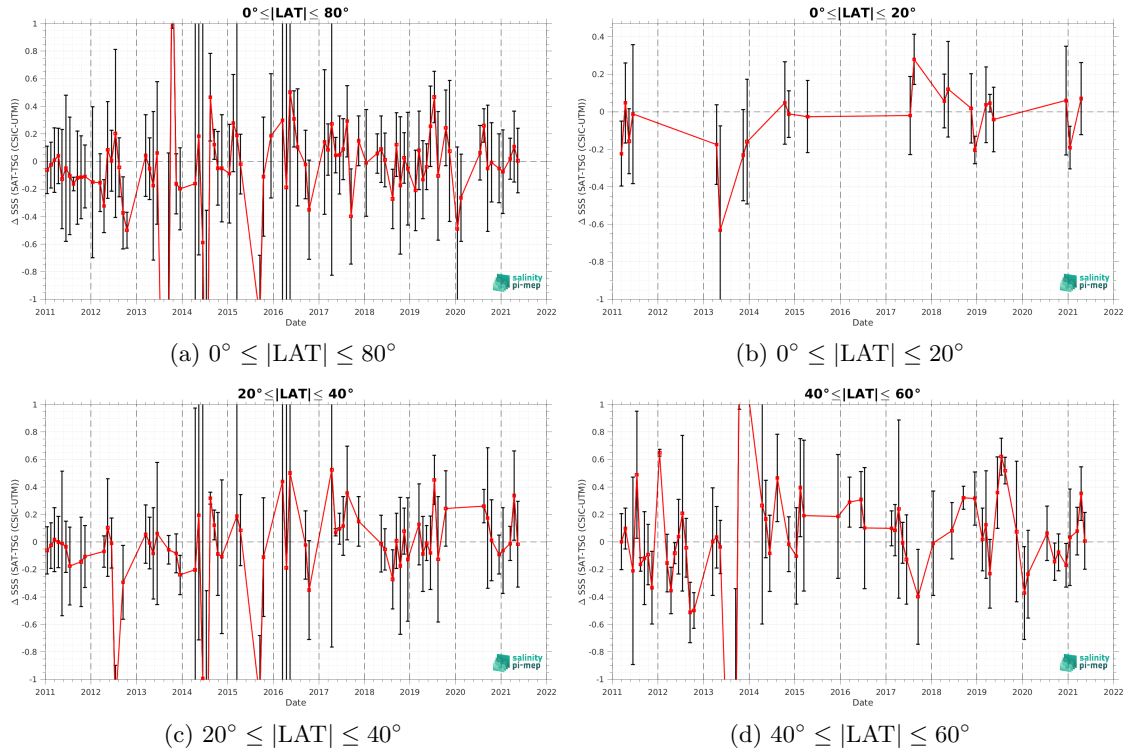 0°≤|LAT|≤ 80°
1
0.8
0.6
0.4
0.2
0
-0.2
-0.4
-0.6
-0.8
-1
Δ SSS (SAT-TSG (CSIC-UTM))
2011 2012 2013 2014 2015 2016 2017 2018 2019 2020 2021 2022
Date
salinity
pi-mep
(a) 0° ≤ |LAT| ≤ 80°
0°≤|LAT|≤ 20°
0.4
0.2
0
-0.2
-0.4
-0.6
-0.8
-1
Δ SSS (SAT-TSG (CSIC-UTM))
2011 2012 2013 2014 2015 2016 2017 2018 2019 2020 2021 2022
Date
salinity
pi-mep
(b) 0° ≤ |LAT| ≤ 20°
20°≤|LAT|≤ 40°
1
0.8
0.6
0.4
0.2
0
-0.2
-0.4
-0.6
-0.8
-1
Δ SSS (SAT-TSG (CSIC-UTM))
2011 2012 2013 2014 2015 2016 2017 2018 2019 2020 2021 2022
Date
salinity
pi-mep
(c) 20° ≤ |LAT| ≤ 40°
40°≤|LAT|≤ 60°
1
0.8
0.6
0.4
0.2
0
-0.2
-0.4
-0.6
-0.8
-1
Δ SSS (SAT-TSG (CSIC-UTM))
2011 2012 2013 2014 2015 2016 2017 2018 2019 2020 2021 2022
Date
salinity
pi-mep
(d) 40° ≤ |LAT| ≤ 60°